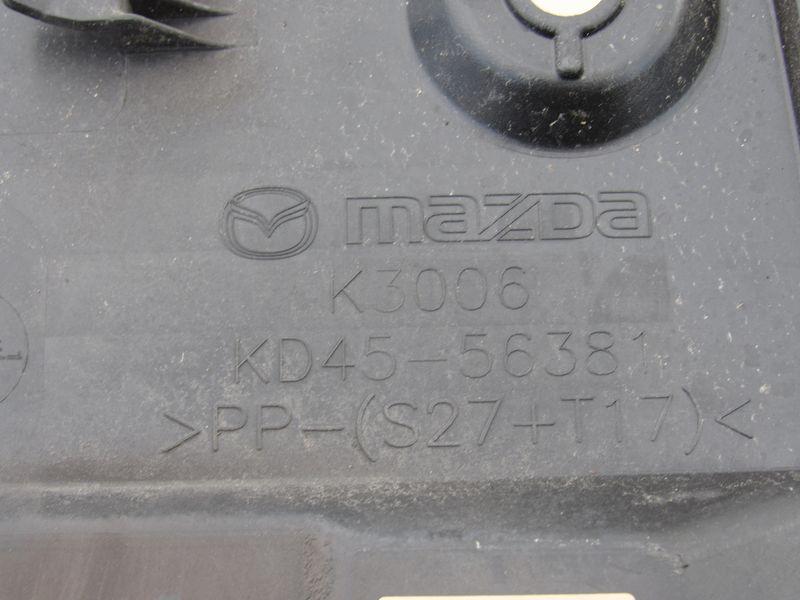 mazda
K3006
KD45-56381
>PP-(S27+T17)<